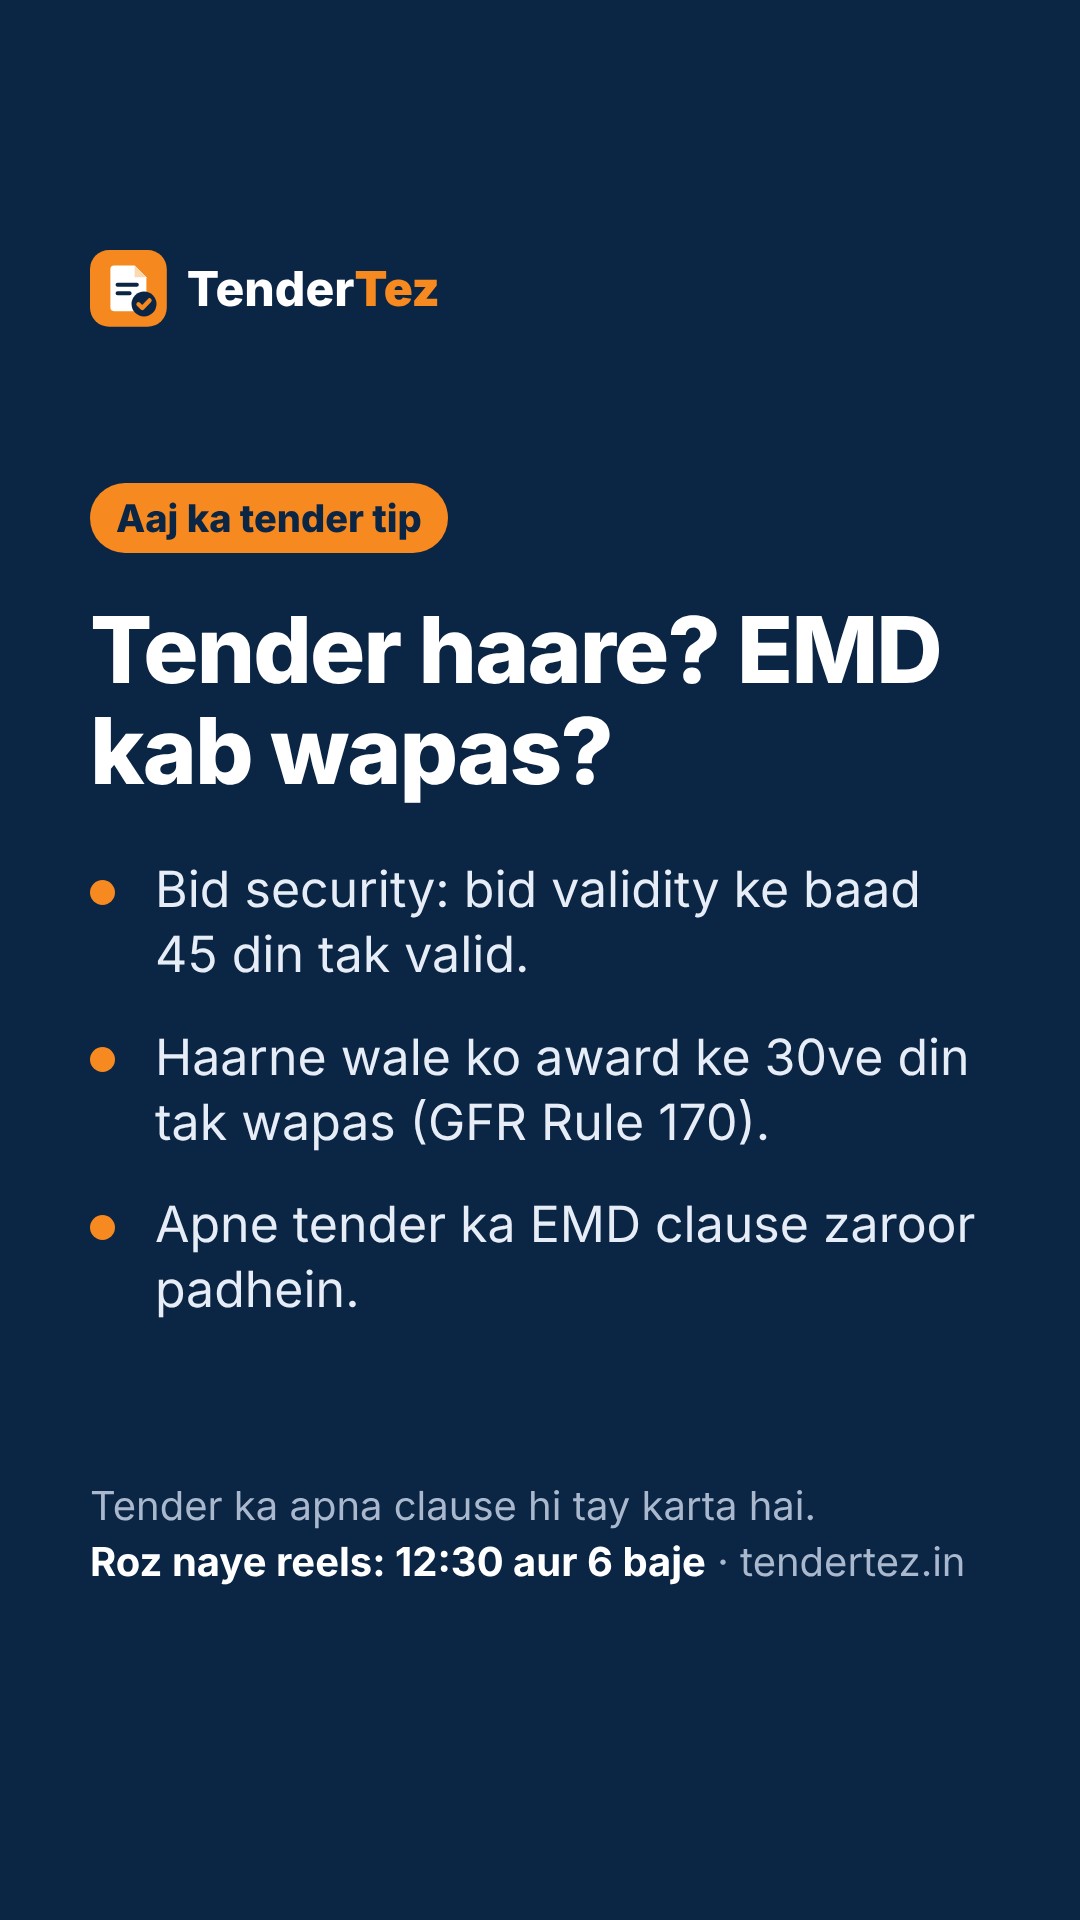 TenderTez
Aaj ka tender tip
Tender haare? EMD
kab wapas?
Bid security: bid validity ke baad
45 din tak valid.
Haarne wale ko award ke 30ve din
tak wapas (GFR Rule 170).
Apne tender ka EMD clause zaroor
padhein.
Tender ka apna clause hi tay karta hai.
Roz naye reels: 12:30 aur 6 baje · tendertez.in